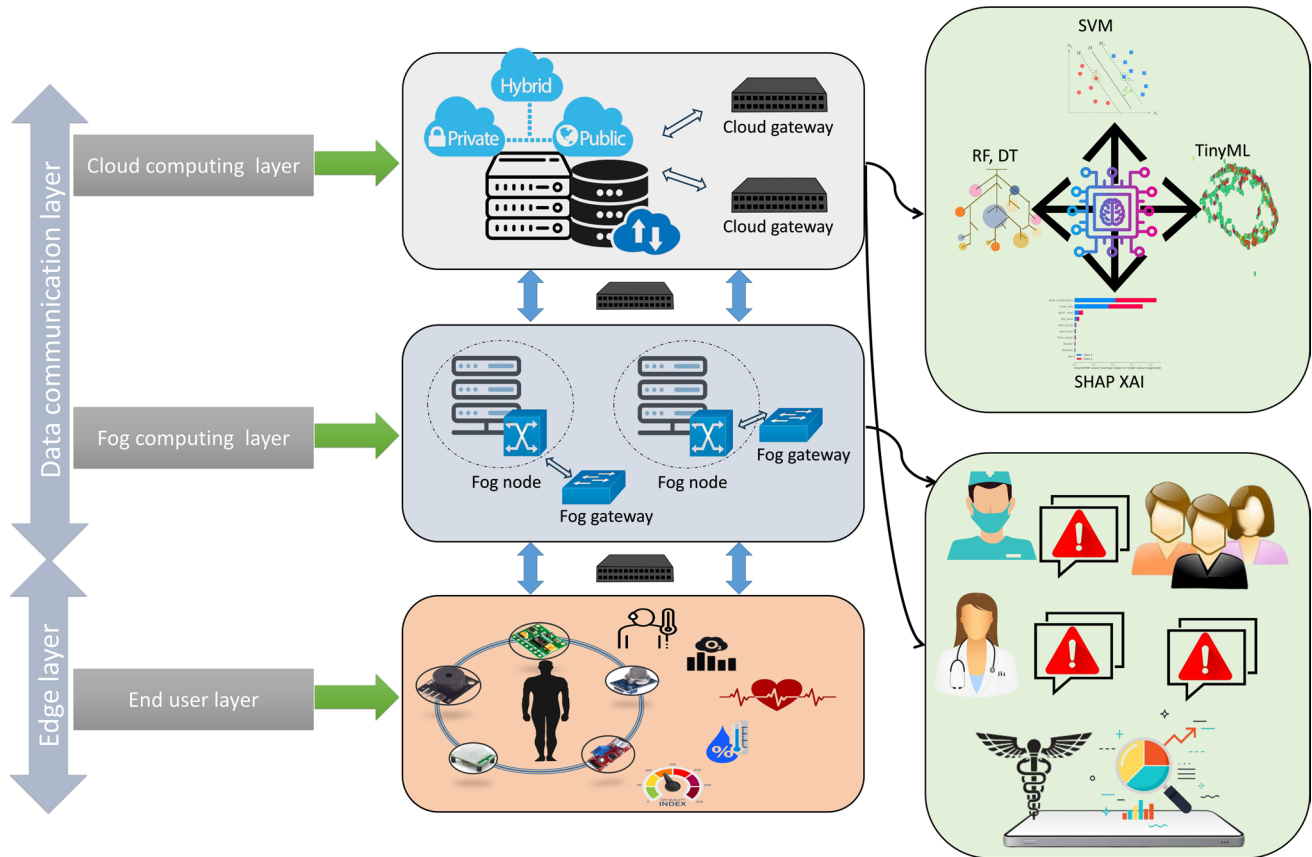 Data communication layer
Edge layer
Cloud computing  layer
Fog computing  layer
End user layer
Hybrid
Private
Public
Cloud gateway
Cloud gateway
Fog node
Fog gateway
Fog node
Fog gateway
%
INDEX
SVM
RF, DT
TinyML
SHAP XAI